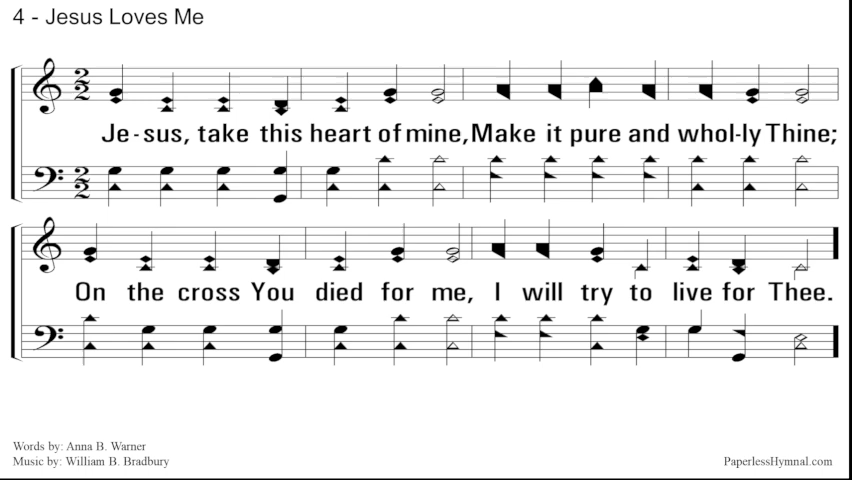 4 - Jesus Loves Me
Je - sus, take this heart of mine, Make it pure and whol-ly Thine;
On the cross You died for me, I will try to live for Thee.
Words by: Anna B. Warner
Music by: William B. Bradbury
PaperlessHymnal.com